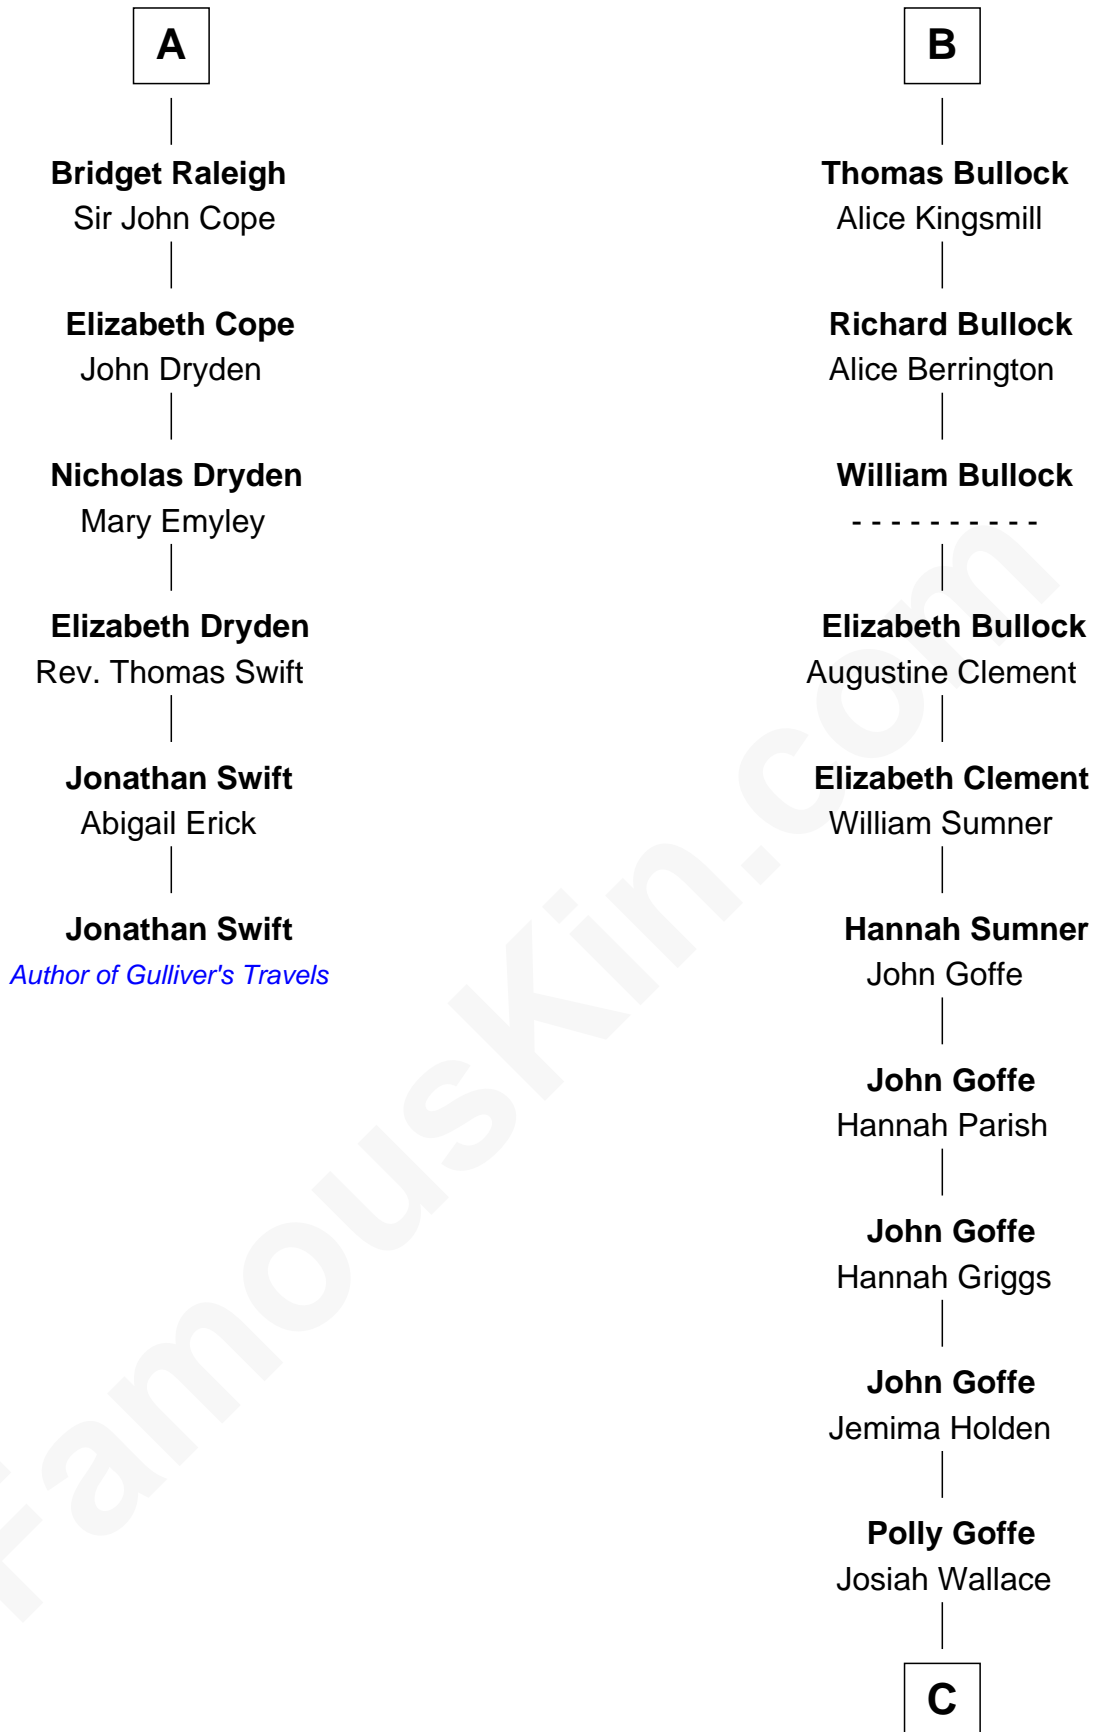 A
Bridget Raleigh
Sir John Cope
Elizabeth Cope
John Dryden
Nicholas Dryden
Mary Emyley
Elizabeth Dryden
Rev. Thomas Swift
Jonathan Swift
Abigail Erick
Jonathan Swift
Author of Gulliver's Travels
B
Thomas Bullock
Alice Kingsmill
Richard Bullock
Alice Berrington
William Bullock
- - - - - - - - - -
Elizabeth Bullock
Augustine Clement
Elizabeth Clement
William Sumner
Hannah Sumner
John Goffe
John Goffe
Hannah Parish
John Goffe
Hannah Griggs
John Goffe
Jemima Holden
Polly Goffe
Josiah Wallace
C
FamousKin.com